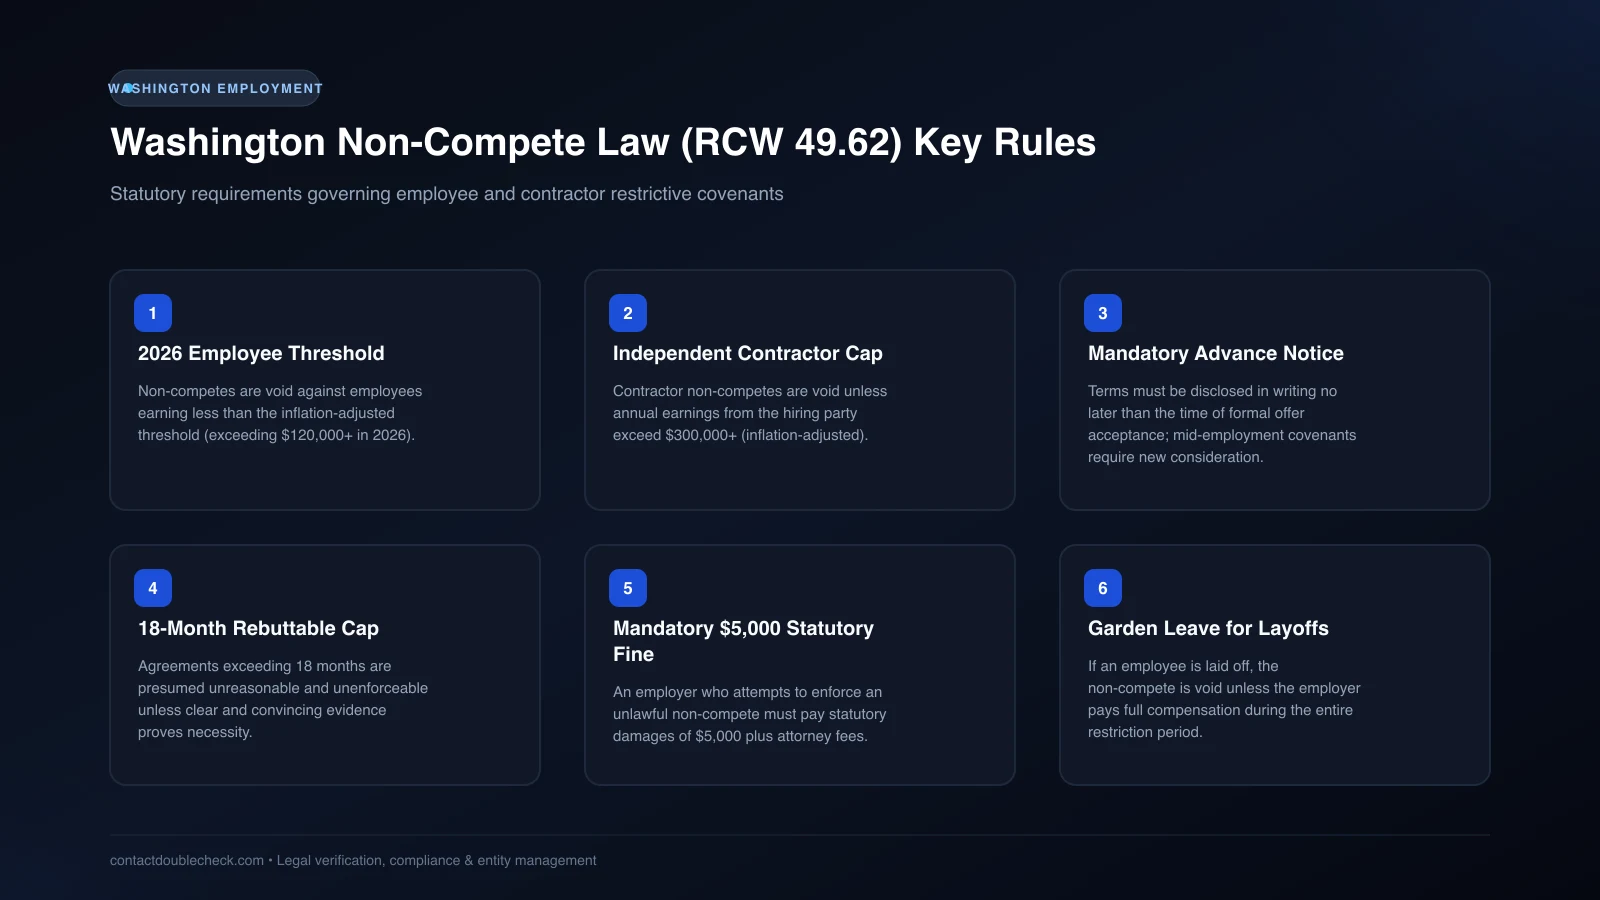 WASHINGTON EMPLOYMENT
Washington Non-Compete Law (RCW 49.62) Key Rules
Statutory requirements governing employee and contractor restrictive covenants
1
2026 Employee Threshold
Non-competes are void against employees
earning less than the inflation-adjusted
threshold (exceeding $120,000+ in 2026).
2
Independent Contractor Cap
Contractor non-competes are void unless
annual earnings from the hiring party
exceed $300,000+ (inflation-adjusted).
3
Mandatory Advance Notice
Terms must be disclosed in writing no
later than the time of formal offer
acceptance; mid-employment covenants
require new consideration.
4
18-Month Rebuttable Cap
Agreements exceeding 18 months are
presumed unreasonable and unenforceable
unless clear and convincing evidence
proves necessity.
5
Mandatory $5,000 Statutory
Fine
An employer who attempts to enforce an
unlawful non-compete must pay statutory
damages of $5,000 plus attorney fees.
6
Garden Leave for Layoffs
If an employee is laid off, the
non-compete is void unless the employer
pays full compensation during the entire
restriction period.
contactdoublecheck.com • Legal verification, compliance & entity management